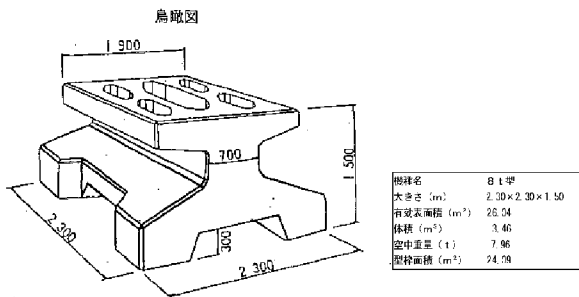 鳥瞰図
1 900
700
1 500
2 300
300
2 300
機種名 8 t型
大きさ (m) 2.30×2.30×1.50
有効表面積 (m²) 26.04
体積 (m³) 3.46
空中重量 (t) 7.96
型枠面積 (m²) 24.09